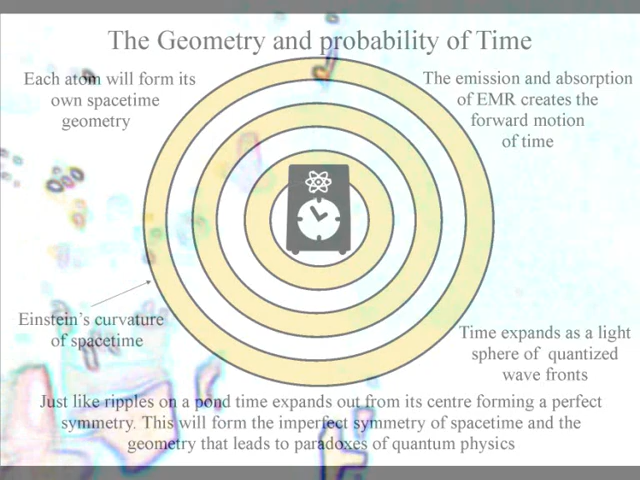 The Geometry and probability of Time
Each atom will form its
own spacetime
geometry
The emission and absorption
of EMR creates the
forward motion
of time
Einstein's curvature
of spacetime
Time expands as a light
sphere of quantized
wave fronts
Just like ripples on a pond time expands out from its centre forming a perfect
symmetry. This will form the imperfect symmetry of spacetime and the
geometry that leads to paradoxes of quantum physics